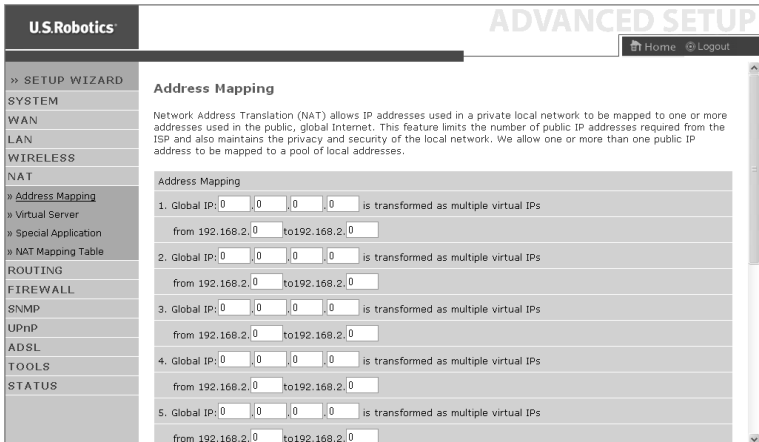 U.S.Robotics
ADVANCED SETUP
Home Logout
» SETUP WIZARD
SYSTEM
WAN
LAN
WIRELESS
NAT
» Address Mapping
» Virtual Server
» Special Application
» NAT Mapping Table
ROUTING
FIREWALL
SNMP
UPnP
ADSL
TOOLS
STATUS
Address Mapping
Network Address Translation (NAT) allows IP addresses used in a private local network to be mapped to one or more
addresses used in the public, global Internet. This feature limits the number of public IP addresses required from the
ISP and also maintains the privacy and security of the local network. We allow one or more than one public IP
address to be mapped to a pool of local addresses.
Address Mapping
1. Global IP: 0 . 0 . 0 . 0 is transformed as multiple virtual IPs
from 192.168.2. 0 to192.168.2. 0
2. Global IP: 0 . 0 . 0 . 0 is transformed as multiple virtual IPs
from 192.168.2. 0 to192.168.2. 0
3. Global IP: 0 . 0 . 0 . 0 is transformed as multiple virtual IPs
from 192.168.2. 0 to192.168.2. 0
4. Global IP: 0 . 0 . 0 . 0 is transformed as multiple virtual IPs
from 192.168.2. 0 to192.168.2. 0
5. Global IP: 0 . 0 . 0 . 0 is transformed as multiple virtual IPs
from 192.168.2. 0 to192.168.2. 0